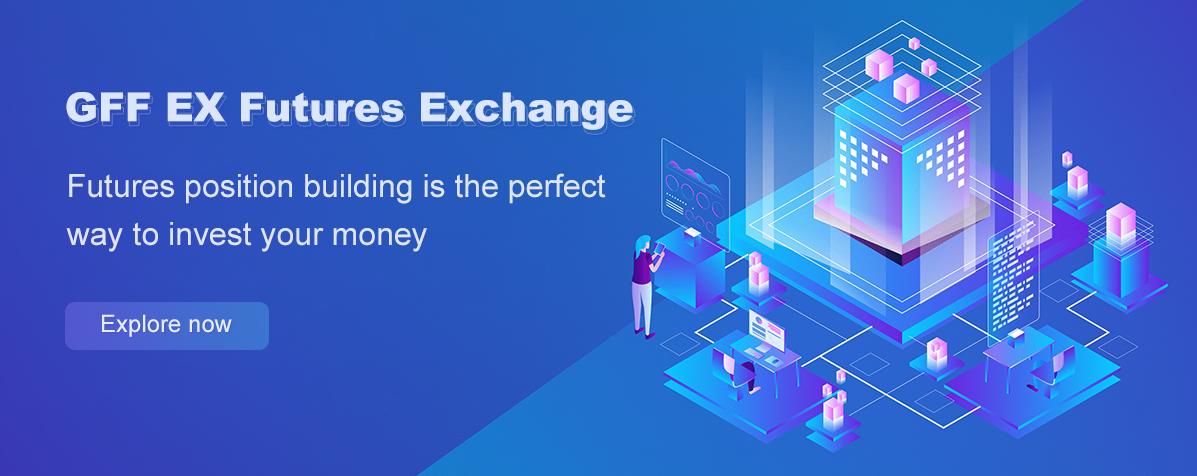 GFF EX Futures Exchange
Futures position building is the perfect
way to invest your money
Explore now